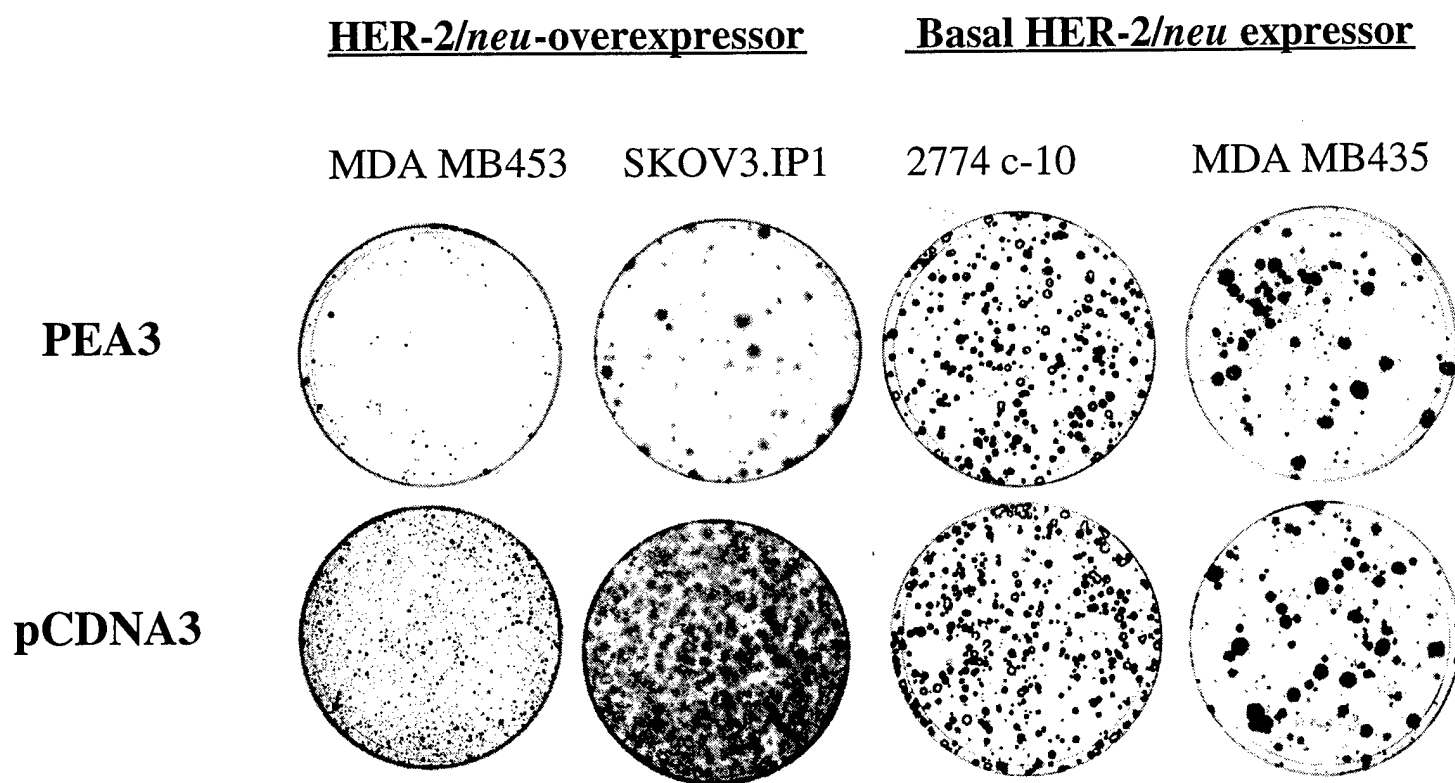 HER-2/neu-overexpressor Basal HER-2/neu expressor
MDA MB453 SKOV3.IP1 2774 c-10 MDA MB435
PEA3
pCDNA3